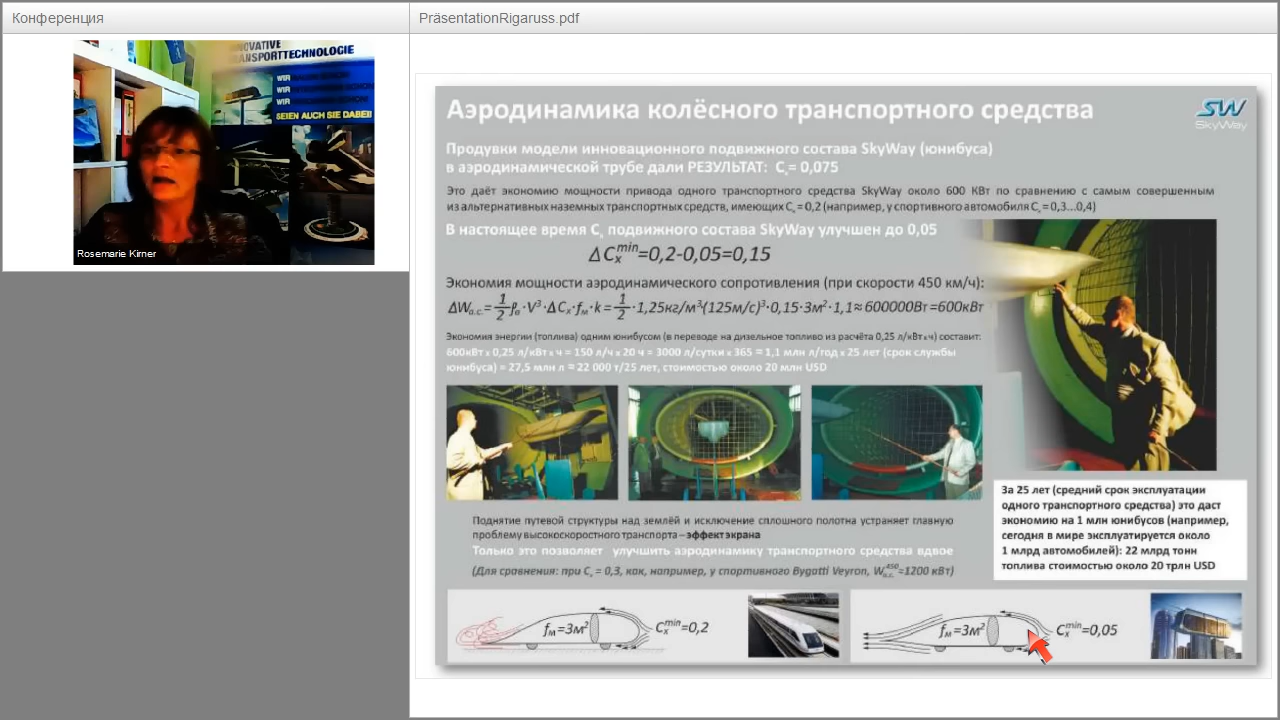 Конференция
PräsentationRigaruss.pdf
INNOVATIVE
TRANSPORTTECHNOLOGIE
WIR
WIR
WIR
SEIEN AUCH SIE DABEI!
Rosemarie Kirner
Аэродинамика колёсного транспортного средства
SW
SkyWay
Продувки модели инновационного подвижного состава SkyWay (юнибуса)
в аэродинамической трубе дали РЕЗУЛЬТАТ: Cₓ= 0,075
Это даёт экономию мощности привода одного транспортного средства SkyWay около 600 КВт по сравнению с самым совершенным
из альтернативных наземных транспортных средств, имеющих Cₓ = 0,2 (например, у спортивного автомобиля Cₓ = 0,3...0,4)
В настоящее время Cₓ подвижного состава SkyWay улучшен до 0,05
ΔCₓᵐⁱⁿ=0,2-0,05=0,15
Экономия мощности аэродинамического сопротивления (при скорости 450 км/ч):
ΔWа.с.= 1/2 ρв·V³·ΔCₓ·fм·k = 1/2 ·1,25кг/м³(125м/с)³·0,15·3м²·1,1≈600000Вт=600кВт
Экономия энергии (топлива) одним юнибусом (в переводе на дизельное топливо из расчёта 0,25 л/кВт x ч) составит:
600кВт x 0,25 л/кВт x ч = 150 л/ч x 20 ч = 3000 л/сутки x 365 ≈ 1,1 млн л/год x 25 лет (срок службы
юнибуса) = 27,5 млн л ≈ 22 000 т/25 лет, стоимостью около 20 млн USD
Поднятие путевой структуры над землёй и исключение сплошного полотна устраняет главную
проблему высокоскоростного транспорта – эффект экрана
Только это позволяет улучшить аэродинамику транспортного средства вдвое
(Для сравнения: при Cₓ = 0,3, как, например, у спортивного Bygatti Veyron, Wа.с.⁴⁵⁰=1200 кВт)
За 25 лет (средний срок эксплуатации
одного транспортного средства) это даст
экономию на 1 млн юнибусов (например,
сегодня в мире эксплуатируется около
1 млрд автомобилей): 22 млрд тонн
топлива стоимостью около 20 трлн USD
fм=3м²
Cₓᵐⁱⁿ=0,2
fм=3м²
Cₓᵐⁱⁿ=0,05